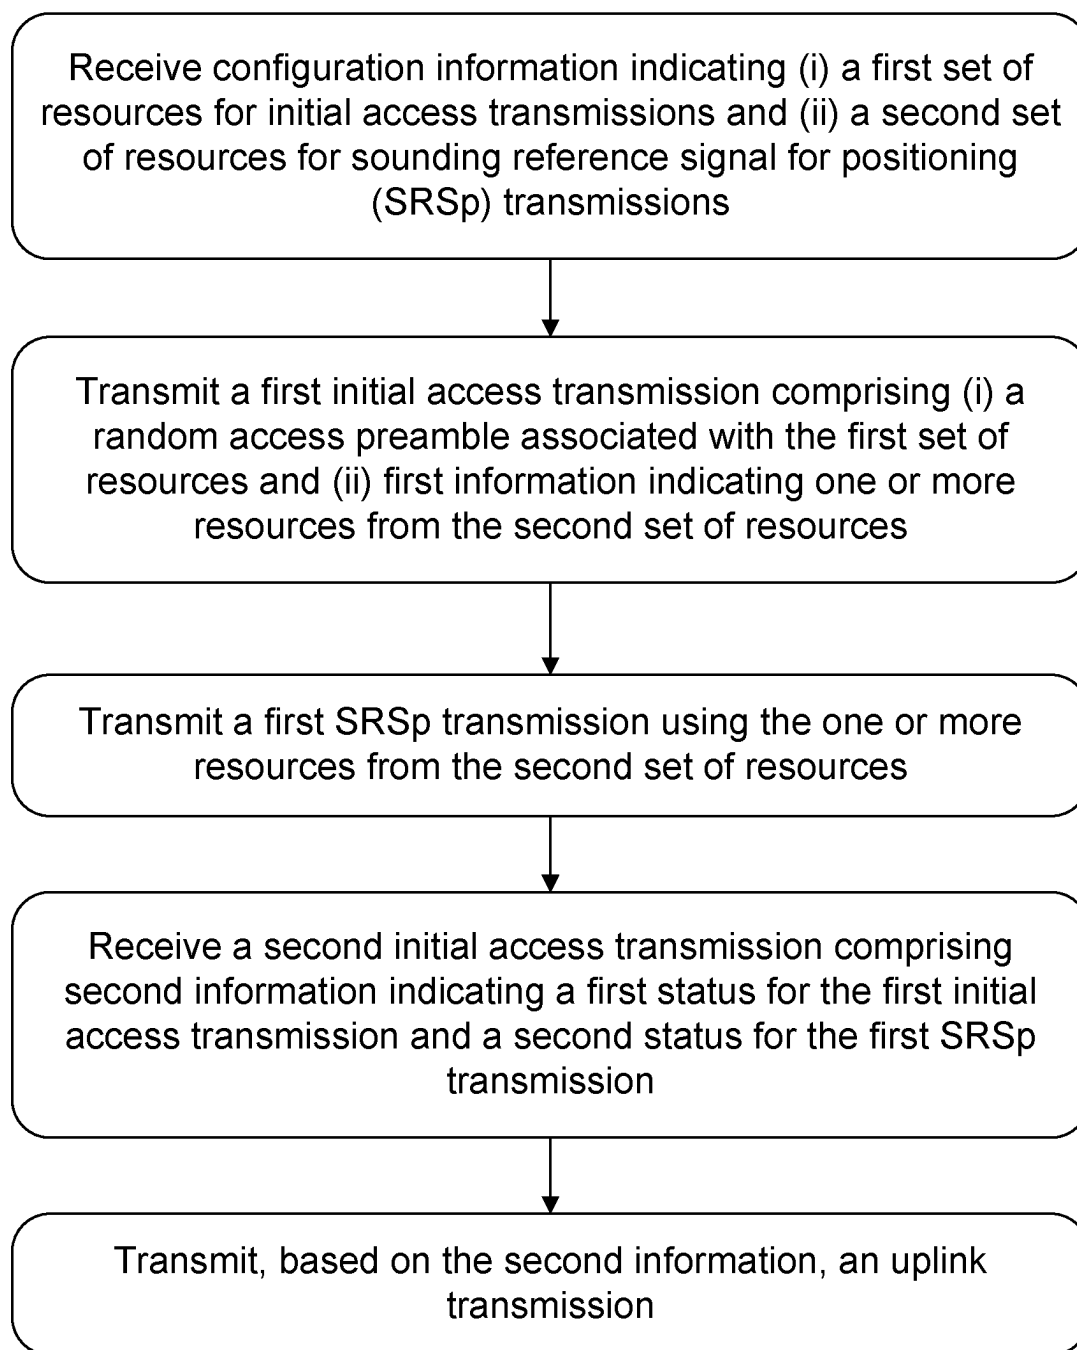 Receive configuration information indicating (i) a first set of
resources for initial access transmissions and (ii) a second set
of resources for sounding reference signal for positioning
(SRSp) transmissions
Transmit a first initial access transmission comprising (i) a
random access preamble associated with the first set of
resources and (ii) first information indicating one or more
resources from the second set of resources
Transmit a first SRSp transmission using the one or more
resources from the second set of resources
Receive a second initial access transmission comprising
second information indicating a first status for the first initial
access transmission and a second status for the first SRSp
transmission
Transmit, based on the second information, an uplink
transmission